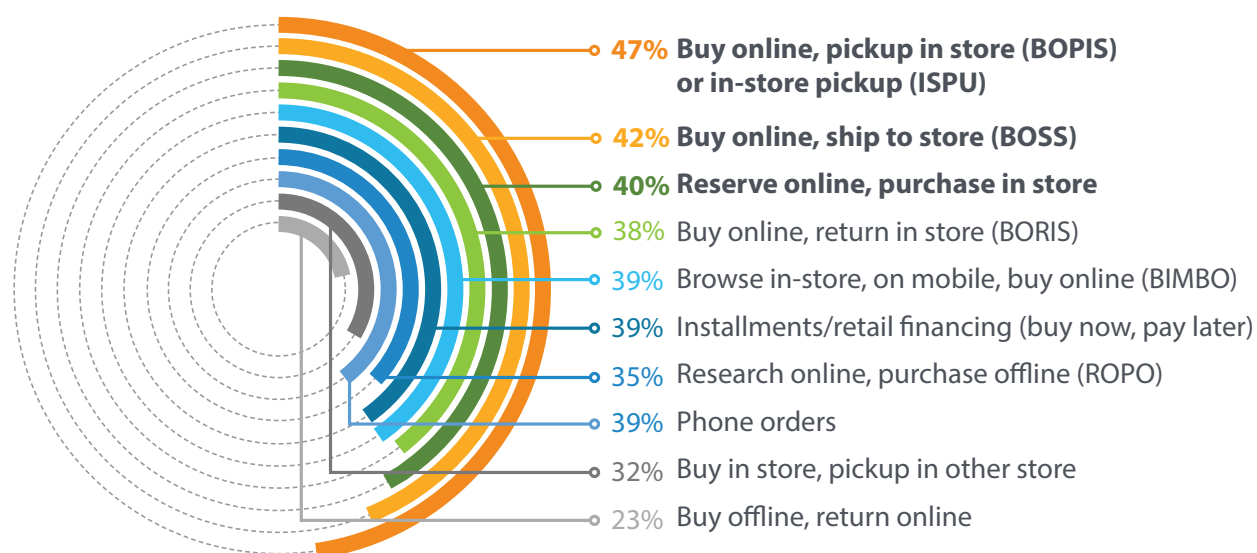 47% Buy online, pickup in store (BOPIS)
or in-store pickup (ISPU)
42% Buy online, ship to store (BOSS)
40% Reserve online, purchase in store
38% Buy online, return in store (BORIS)
39% Browse in-store, on mobile, buy online (BIMBO)
39% Installments/retail financing (buy now, pay later)
35% Research online, purchase offline (ROPO)
39% Phone orders
32% Buy in store, pickup in other store
23% Buy offline, return online